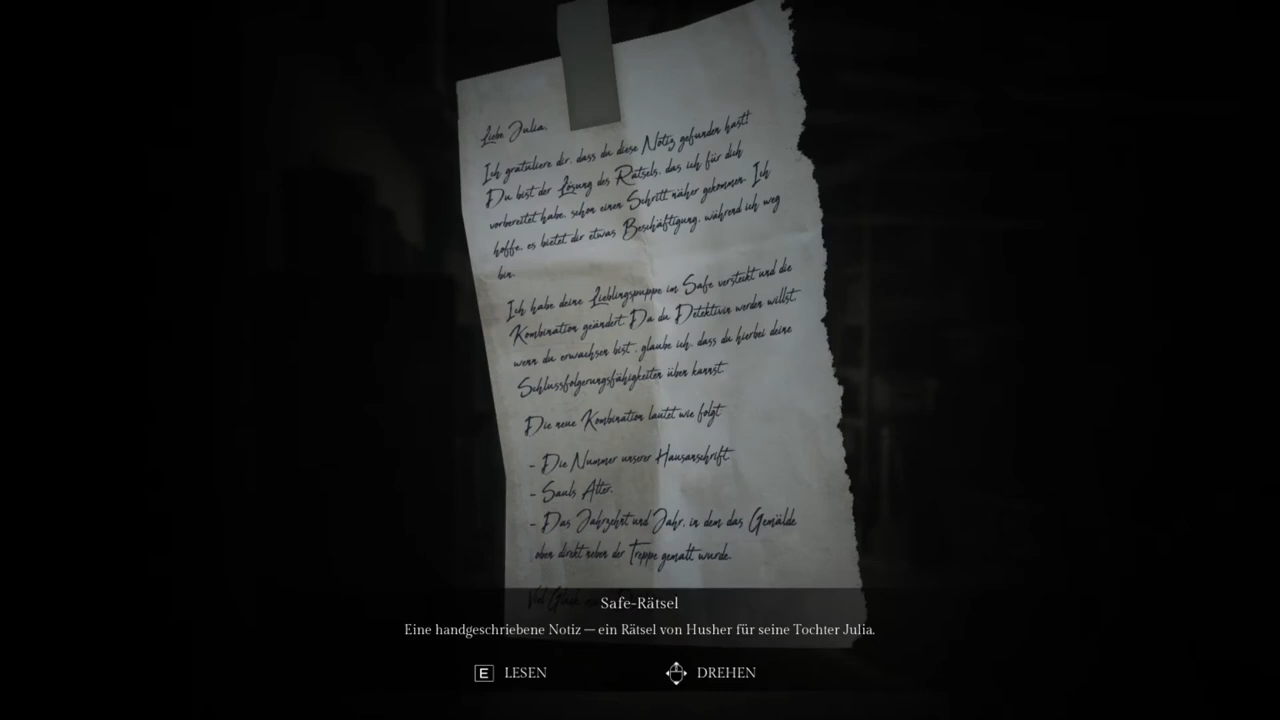 Liebe Julia,
Ich gratuliere dir, dass du diese Notiz gefunden hast!
Du bist der Lösung des Rätsels, das ich für dich
vorbereitet habe, schon einen Schritt näher gekommen. Ich
hoffe, es bietet dir etwas Beschäftigung, während ich weg
bin.
Ich habe deine Lieblingspuppe im Safe versteckt und die
Kombination geändert. Da du Detektivin werden willst,
wenn du erwachsen bist, glaube ich, dass du hierbei deine
Schlussfolgerungsfähigkeiten üben kannst.
Die neue Kombination lautet wie folgt
- Die Nummer unserer Hausanschrift.
- Sauls Alter.
- Das Jahrzehnt und Jahr, in dem das Gemälde
oben direkt neben der Treppe gemalt wurde.
Viel Glück
Safe-Rätsel
Eine handgeschriebene Notiz — ein Rätsel von Husher für seine Tochter Julia.
E LESEN DREHEN